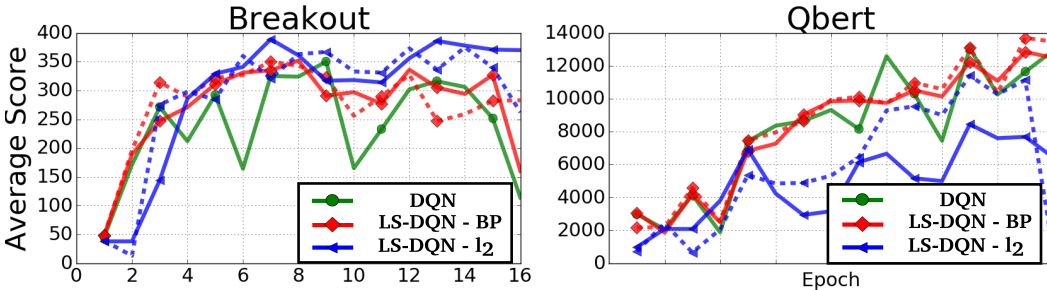 Breakout
Average Score
400
350
300
250
200
150
100
50
0
0 2 4 6 8 10 12 14 16
DQN
LS-DQN - BP
LS-DQN - l2
Qbert
14000
12000
10000
8000
6000
4000
2000
0
Epoch
DQN
LS-DQN - BP
LS-DQN - l2